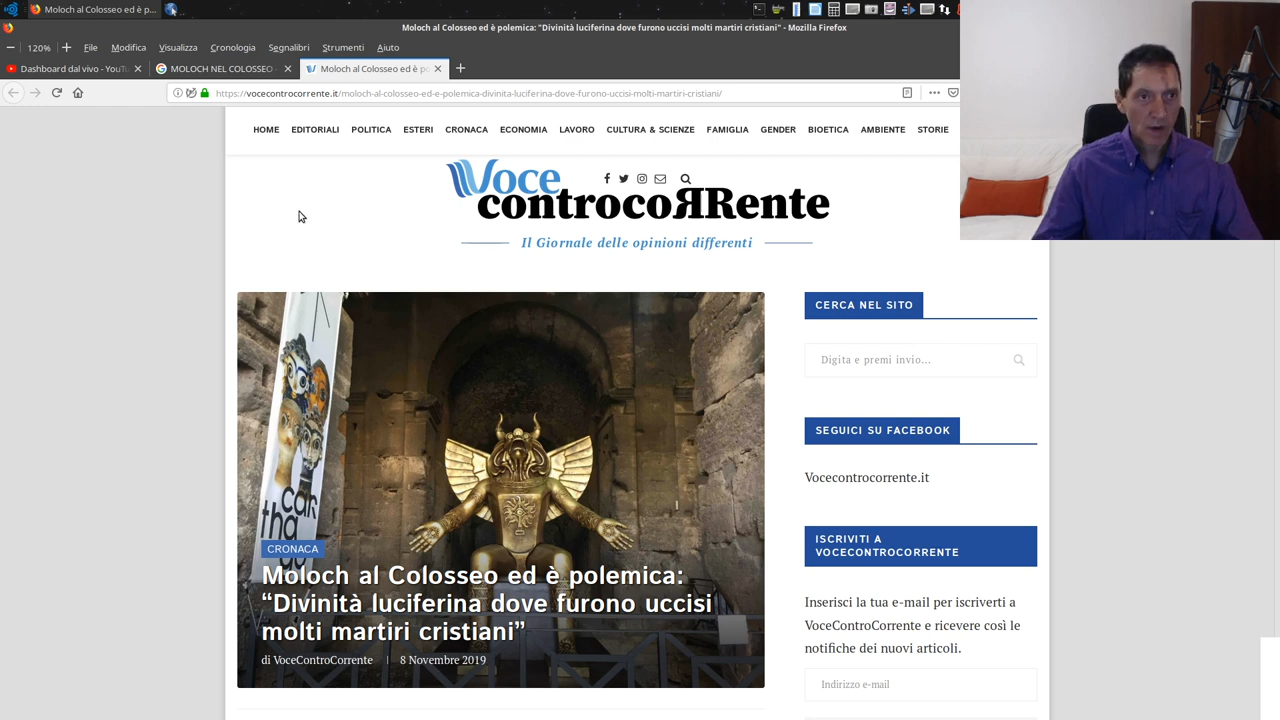 Moloch al Colosseo ed è p...
Moloch al Colosseo ed è polemica: "Divinità luciferina dove furono uccisi molti martiri cristiani" - Mozilla Firefox
120%
File Modifica Visualizza Cronologia Segnalibri Strumenti Aiuto
Dashboard dal vivo - YouTu
MOLOCH NEL COLOSSEO -
Moloch al Colosseo ed è po
https://vocecontrocorrente.it/moloch-al-colosseo-ed-e-polemica-divinita-luciferina-dove-furono-uccisi-molti-martiri-cristiani/
HOME EDITORIALI POLITICA ESTERI CRONACA ECONOMIA LAVORO CULTURA & SCIENZE FAMIGLIA GENDER BIOETICA AMBIENTE STORIE
Voce
controcoRRente
Il Giornale delle opinioni differenti
CERCA NEL SITO
Digita e premi invio...
SEGUICI SU FACEBOOK
Vocecontrocorrente.it
ISCRIVITI A
VOCECONTROCORRENTE
Inserisci la tua e-mail per iscriverti a
VoceControCorrente e ricevere così le
notifiche dei nuovi articoli.
Indirizzo e-mail
car
tha
CRONACA
Moloch al Colosseo ed è polemica:
“Divinità luciferina dove furono uccisi
molti martiri cristiani”
di VoceControCorrente | 8 Novembre 2019